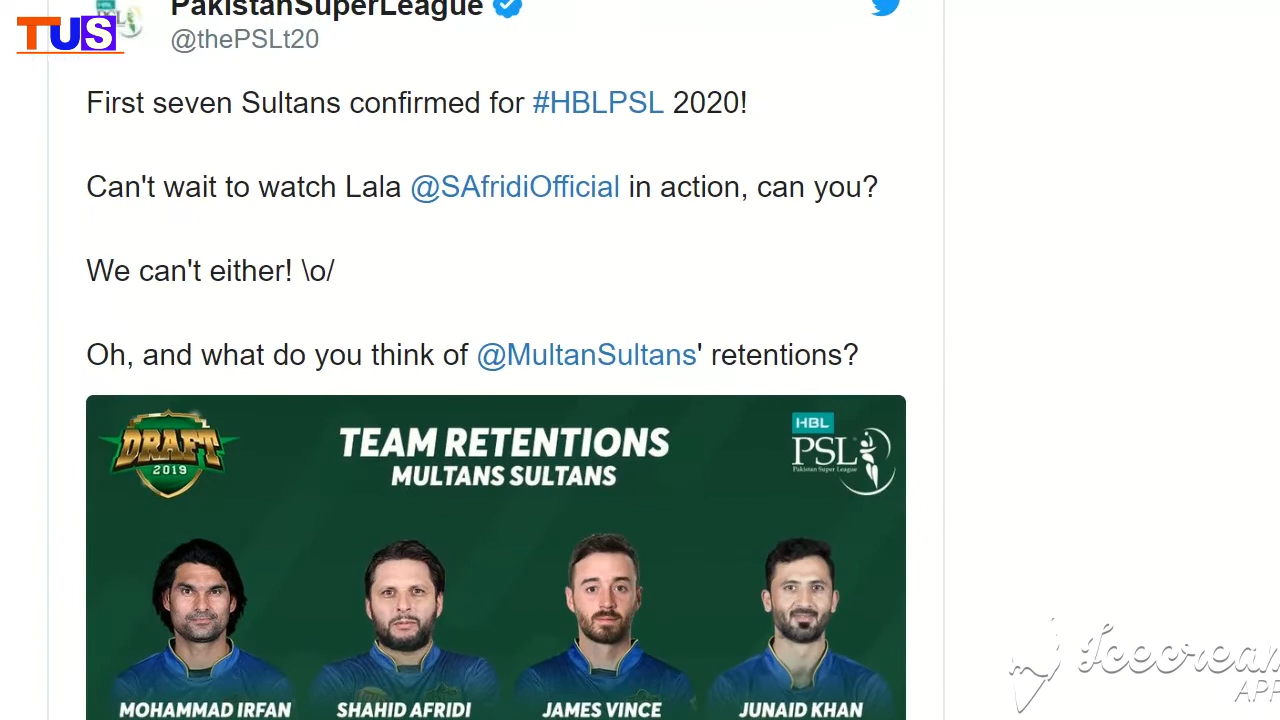 PakistanSuperLeague
TUS
@thePSLt20
First seven Sultans confirmed for #HBLPSL 2020!
Can't wait to watch Lala @SAfridiOfficial in action, can you?
We can't either! \o/
Oh, and what do you think of @MultanSultans' retentions?
DRAFT
2019
TEAM RETENTIONS
MULTANS SULTANS
HBL
PSL
Pakistan Super League
MOHAMMAD IRFAN
SHAHID AFRIDI
JAMES VINCE
JUNAID KHAN
Icecream
APP